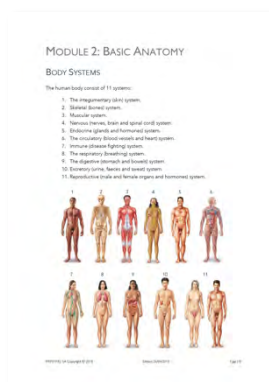 MODULE 2: BASIC ANATOMY
BODY SYSTEMS
The human body consist of 11 systems:
1. The integumentary (skin) system.
2. Skeletal (bones) system.
3. Muscular system.
4. Nervous (nerves, brain and spinal cord) system.
5. Endocrine (glands and hormones) system.
6. The circulatory (blood vessels and heart) system.
7. Immune (disease fighting) system.
8. The respiratory (breathing) system.
9. The digestive (stomach and bowels) system.
10. Excretory (urine, faeces and sweat) system.
11. Reproductive (male and female organs and hormones) system.
1 2 3 4 5 6
7 8 9 10 11